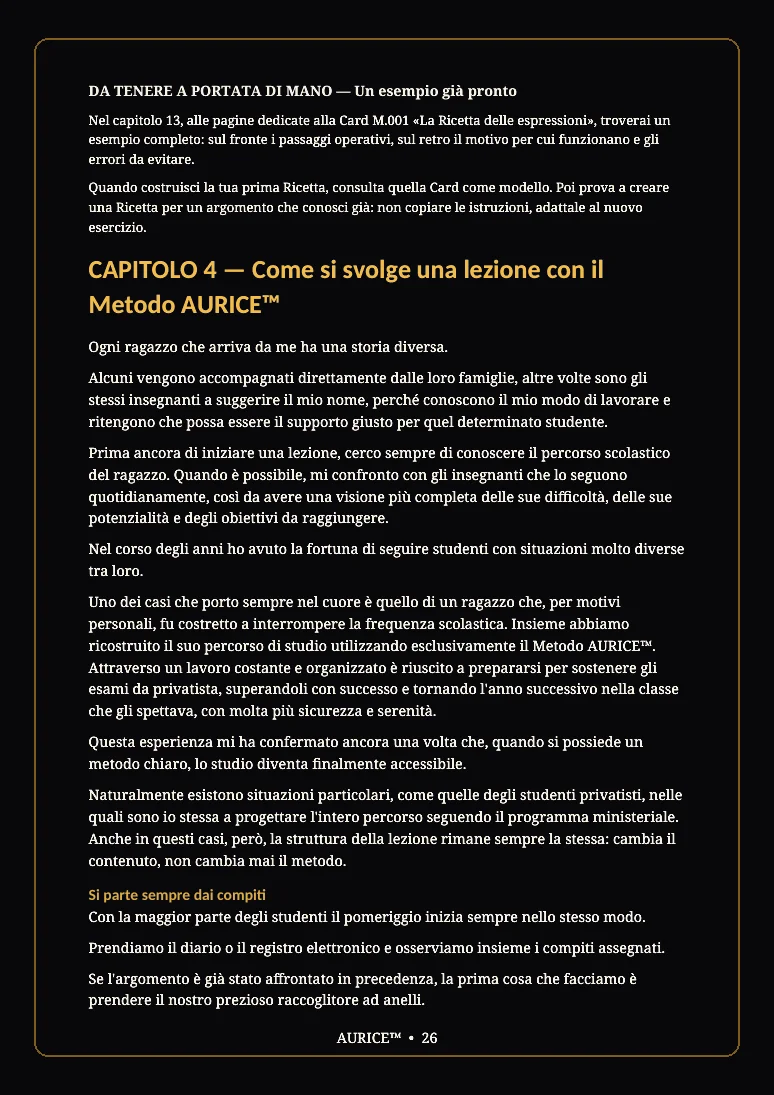 DA TENERE A PORTATA DI MANO — Un esempio già pronto
Nel capitolo 13, alle pagine dedicate alla Card M.001 «La Ricetta delle espressioni», troverai un
esempio completo: sul fronte i passaggi operativi, sul retro il motivo per cui funzionano e gli
errori da evitare.
Quando costruisci la tua prima Ricetta, consulta quella Card come modello. Poi prova a creare
una Ricetta per un argomento che conosci già: non copiare le istruzioni, adattale al nuovo
esercizio.
CAPITOLO 4 — Come si svolge una lezione con il
Metodo AURICE™
Ogni ragazzo che arriva da me ha una storia diversa.
Alcuni vengono accompagnati direttamente dalle loro famiglie, altre volte sono gli
stessi insegnanti a suggerire il mio nome, perché conoscono il mio modo di lavorare e
ritengono che possa essere il supporto giusto per quel determinato studente.
Prima ancora di iniziare una lezione, cerco sempre di conoscere il percorso scolastico
del ragazzo. Quando è possibile, mi confronto con gli insegnanti che lo seguono
quotidianamente, così da avere una visione più completa delle sue difficoltà, delle sue
potenzialità e degli obiettivi da raggiungere.
Nel corso degli anni ho avuto la fortuna di seguire studenti con situazioni molto diverse
tra loro.
Uno dei casi che porto sempre nel cuore è quello di un ragazzo che, per motivi
personali, fu costretto a interrompere la frequenza scolastica. Insieme abbiamo
ricostruito il suo percorso di studio utilizzando esclusivamente il Metodo AURICE™.
Attraverso un lavoro costante e organizzato è riuscito a prepararsi per sostenere gli
esami da privatista, superandoli con successo e tornando l'anno successivo nella classe
che gli spettava, con molta più sicurezza e serenità.
Questa esperienza mi ha confermato ancora una volta che, quando si possiede un
metodo chiaro, lo studio diventa finalmente accessibile.
Naturalmente esistono situazioni particolari, come quelle degli studenti privatisti, nelle
quali sono io stessa a progettare l'intero percorso seguendo il programma ministeriale.
Anche in questi casi, però, la struttura della lezione rimane sempre la stessa: cambia il
contenuto, non cambia mai il metodo.
Si parte sempre dai compiti
Con la maggior parte degli studenti il pomeriggio inizia sempre nello stesso modo.
Prendiamo il diario o il registro elettronico e osserviamo insieme i compiti assegnati.
Se l'argomento è già stato affrontato in precedenza, la prima cosa che facciamo è
prendere il nostro prezioso raccoglitore ad anelli.
AURICE™ • 26